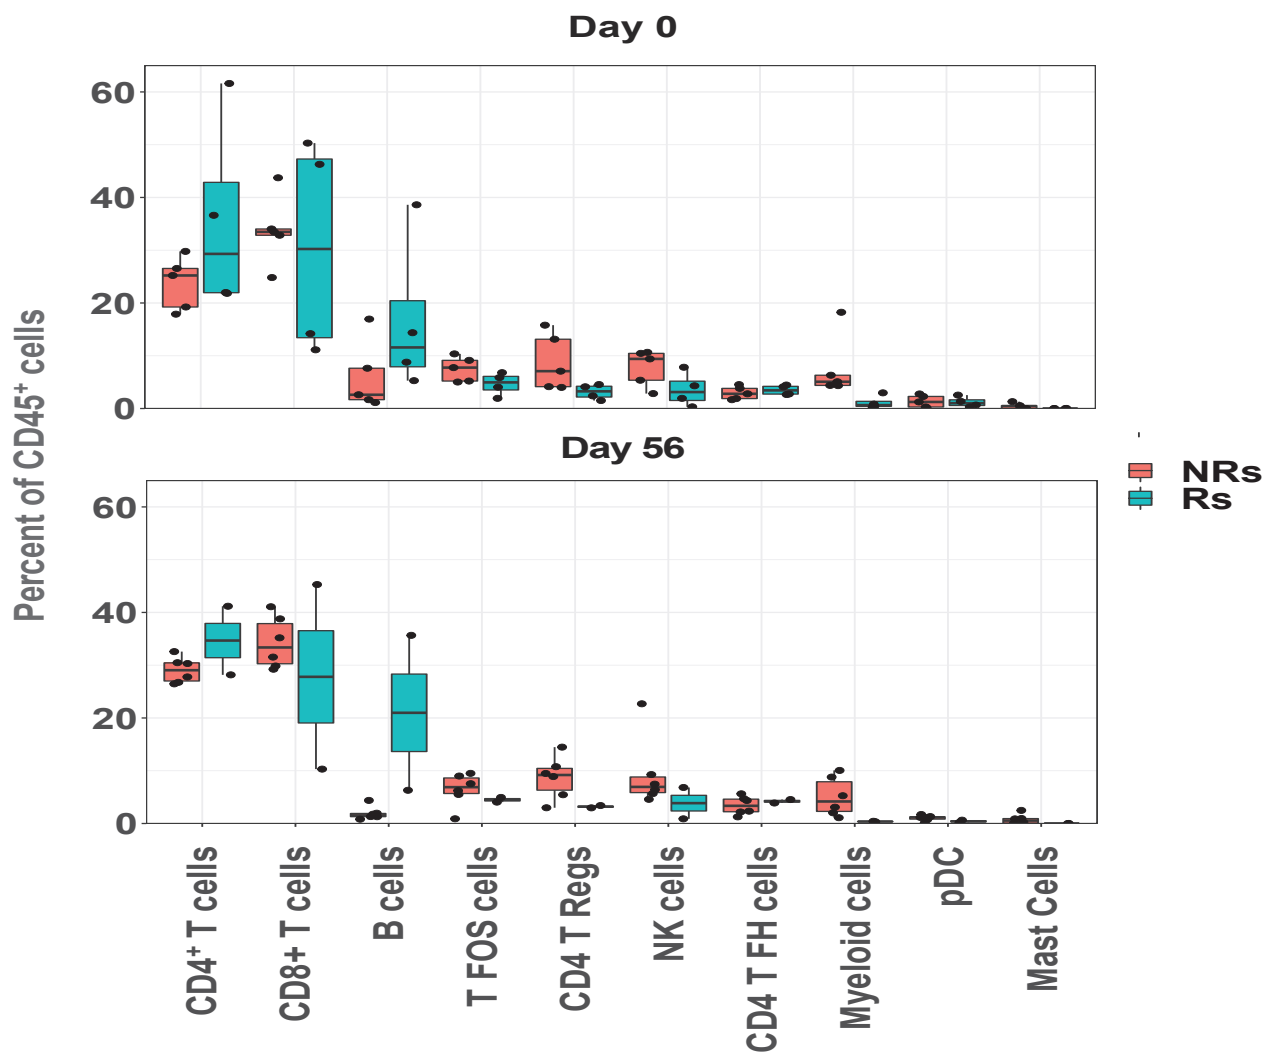 Day 0
60
40
20
0
Percent of CD45⁺ cells
Day 56
60
40
20
0
NRs
Rs
CD4⁺ T cells
CD8+ T cells
B cells
T FOS cells
CD4 T Regs
NK cells
CD4 T FH cells
Myeloid cells
pDC
Mast Cells